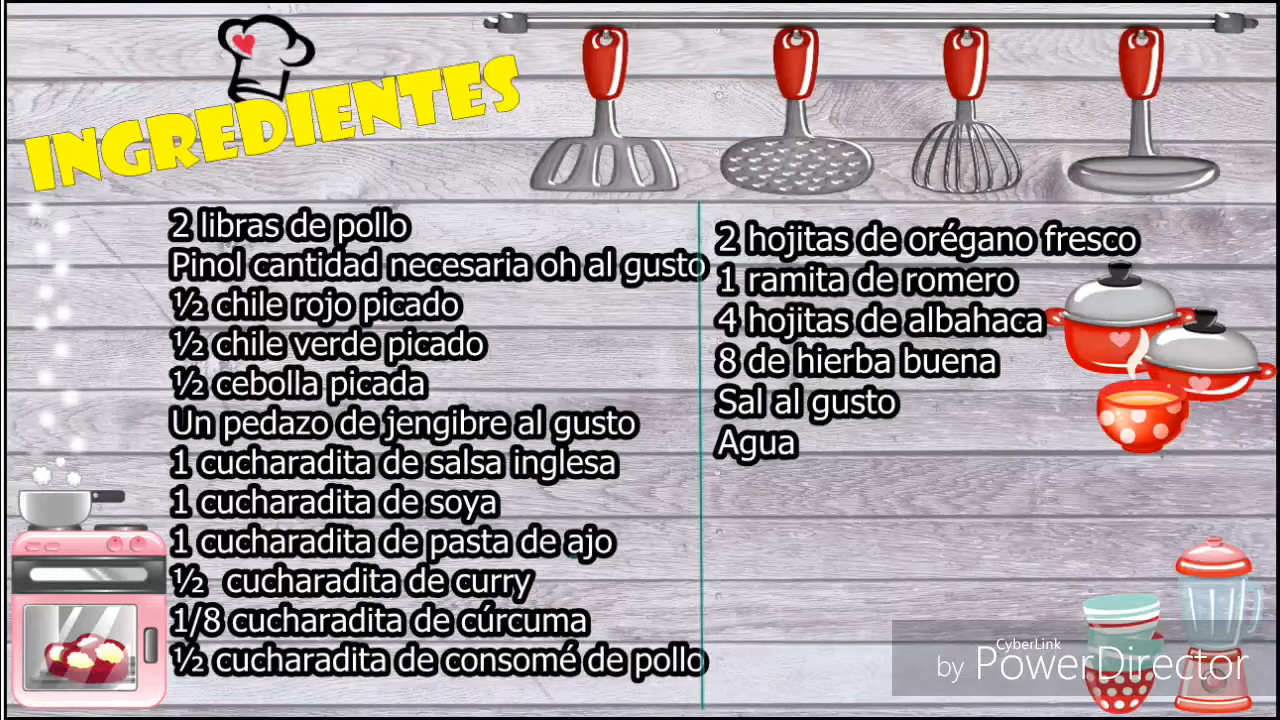 INGREDIENTES
2 libras de pollo
Pinol cantidad necesaria oh al gusto
½ chile rojo picado
½ chile verde picado
½ cebolla picada
Un pedazo de jengibre al gusto
1 cucharadita de salsa inglesa
1 cucharadita de soya
1 cucharadita de pasta de ajo
½ cucharadita de curry
1/8 cucharadita de cúrcuma
½ cucharadita de consomé de pollo
2 hojitas de orégano fresco
1 ramita de romero
4 hojitas de albahaca
8 de hierba buena
Sal al gusto
Agua
CyberLink
by PowerDirector